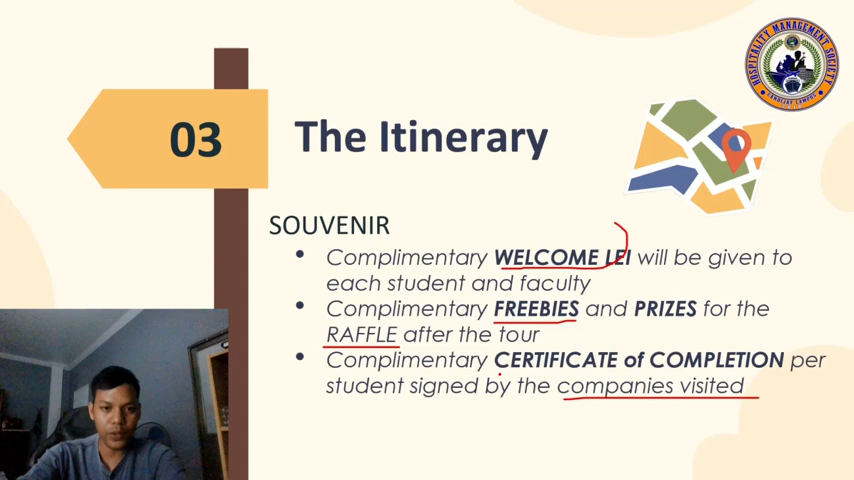 HOSPITALITY MANAGEMENT SOCIETY
03
The Itinerary
SOUVENIR
• Complimentary WELCOME LEI will be given to
each student and faculty
• Complimentary FREEBIES and PRIZES for the
RAFFLE after the tour
• Complimentary CERTIFICATE of COMPLETION per
student signed by the companies visited